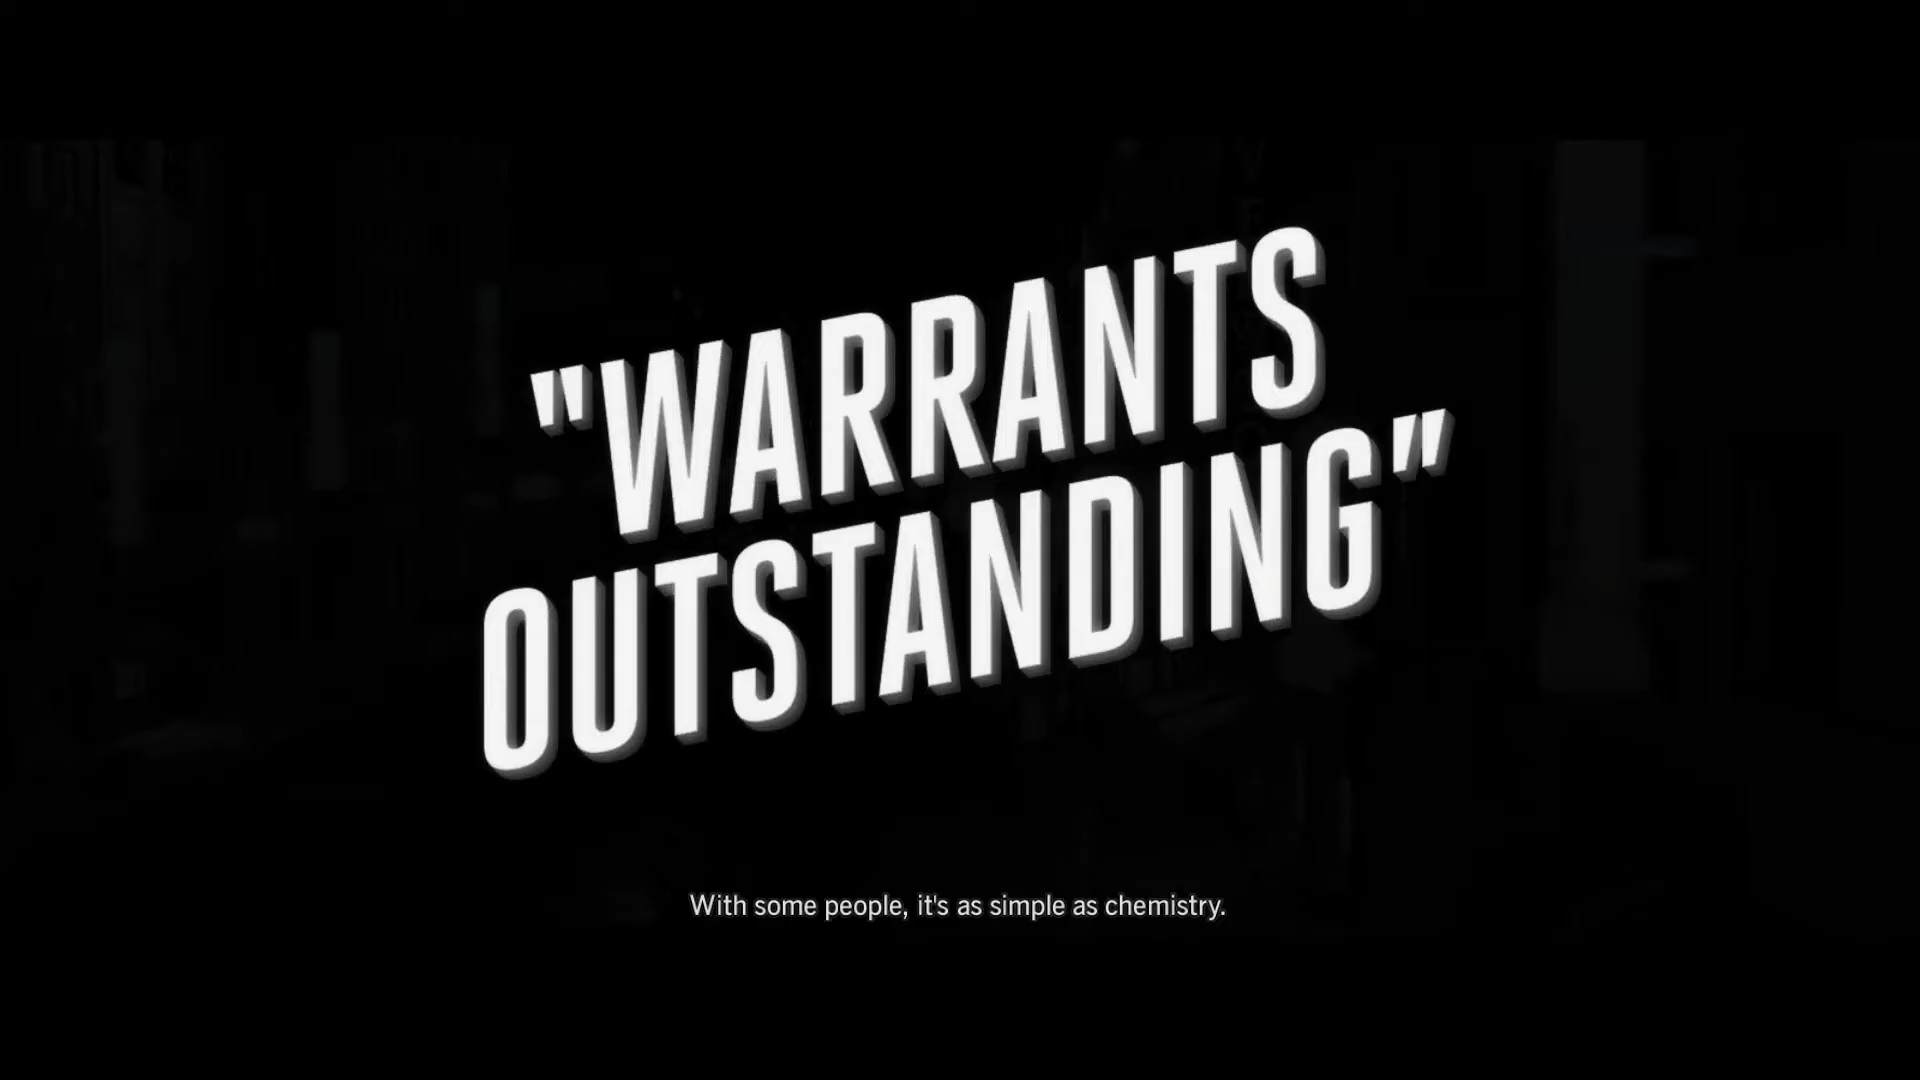 "WARRANTS
OUTSTANDING"
With some people, it's as simple as chemistry.